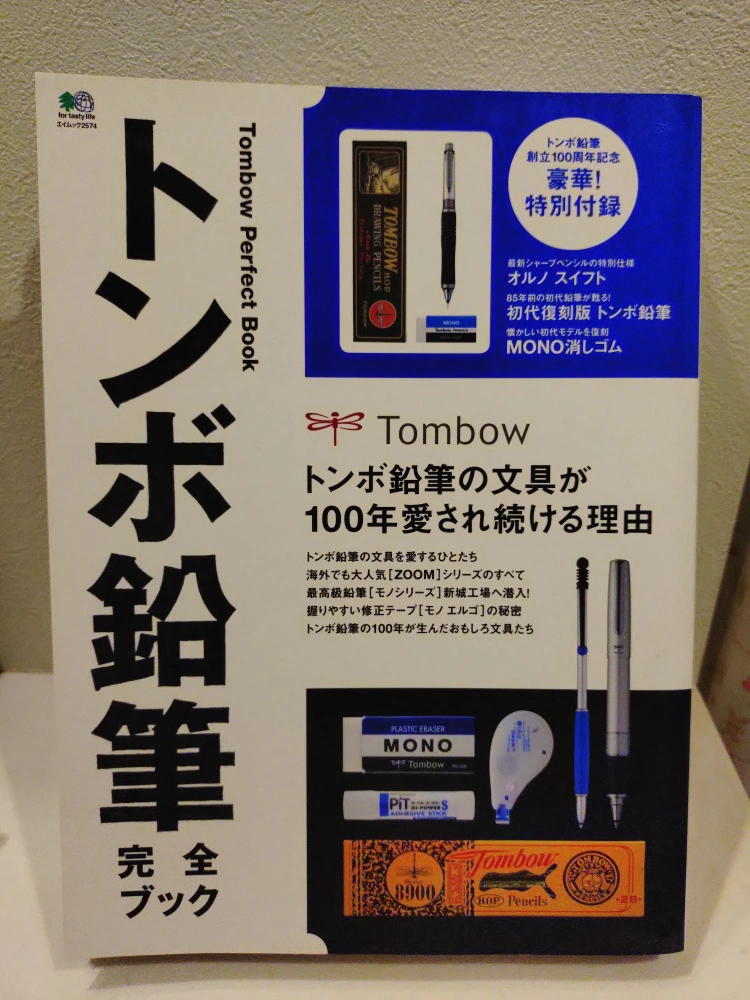 for tasty life
エイムック2574
トンボ鉛筆
完全
ブック
Tombow Perfect Book
トンボ鉛筆
創立100周年記念
豪華!
特別付録
TOMBOW
DRAWING PENCILS
H.O.P
MONO
最新シャープペンシルの特別仕様
オルノ スイフト
85年前の初代鉛筆が甦る!
初代復刻版 トンボ鉛筆
懐かしい初代モデルを復刻
MONO消しゴム
Tombow
トンボ鉛筆の文具が
100年愛され続ける理由
トンボ鉛筆の文具を愛するひとたち
海外でも大人気[ZOOM]シリーズのすべて
最高級鉛筆[モノシリーズ]新城工場へ潜入!
握りやすい修正テープ[モノ エルゴ]の秘密
トンボ鉛筆の100年が生んだおもしろ文具たち
PLASTIC ERASER
MONO
Tombow
PiT
HI-POWER S
ADHESIVE STICK
8900
Tombow
HOP Pencils
2B